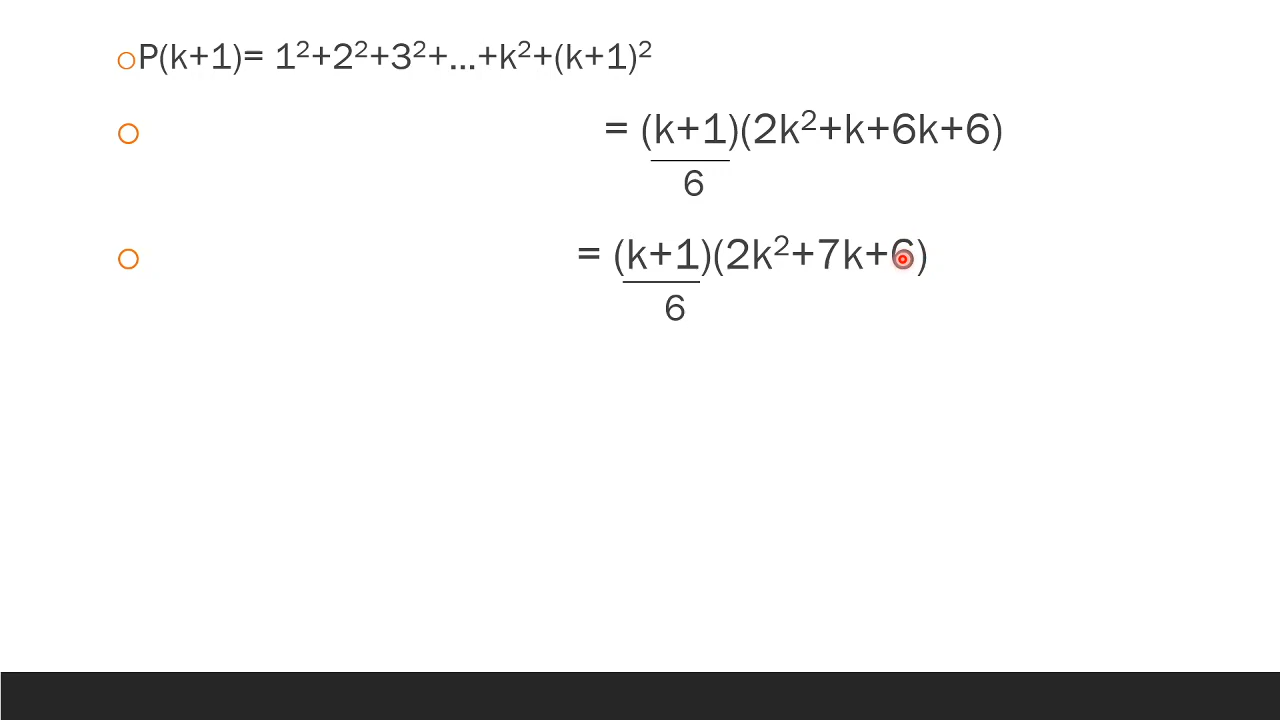 P(k+1)= 1²+2²+3²+...+k²+(k+1)²
= (k+1)(2k²+k+6k+6)
6
= (k+1)(2k²+7k+6)
6